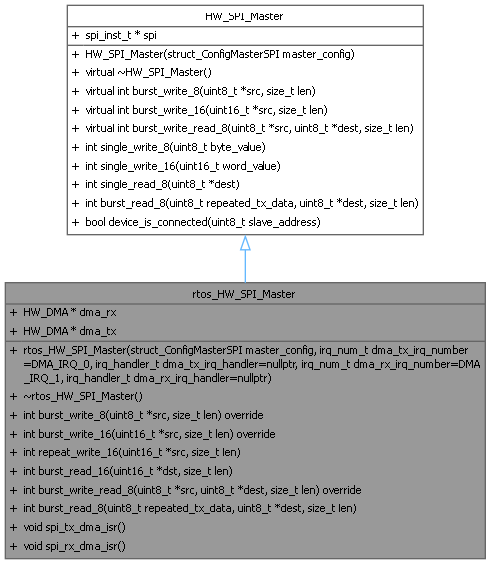 HW_SPI_Master
+ spi_inst_t * spi
+ HW_SPI_Master(struct_ConfigMasterSPI master_config)
+ virtual ~HW_SPI_Master()
+ virtual int burst_write_8(uint8_t *src, size_t len)
+ virtual int burst_write_16(uint16_t *src, size_t len)
+ virtual int burst_write_read_8(uint8_t *src, uint8_t *dest, size_t len)
+ int single_write_8(uint8_t byte_value)
+ int single_write_16(uint16_t word_value)
+ int single_read_8(uint8_t *dest)
+ int burst_read_8(uint8_t repeated_tx_data, uint8_t *dest, size_t len)
+ bool device_is_connected(uint8_t slave_address)
rtos_HW_SPI_Master
+ HW_DMA * dma_rx
+ HW_DMA * dma_tx
+ rtos_HW_SPI_Master(struct_ConfigMasterSPI master_config, irq_num_t dma_tx_irq_number
=DMA_IRQ_0, irq_handler_t dma_tx_irq_handler=nullptr, irq_num_t dma_rx_irq_number=DMA
_IRQ_1, irq_handler_t dma_rx_irq_handler=nullptr)
+ ~rtos_HW_SPI_Master()
+ int burst_write_8(uint8_t *src, size_t len) override
+ int burst_write_16(uint16_t *src, size_t len) override
+ int repeat_write_16(uint16_t *src, size_t len)
+ int burst_read_16(uint16_t *dst, size_t len)
+ int burst_write_read_8(uint8_t *src, uint8_t *dest, size_t len) override
+ int burst_read_8(uint8_t repeated_tx_data, uint8_t *dest, size_t len)
+ void spi_tx_dma_isr()
+ void spi_rx_dma_isr()